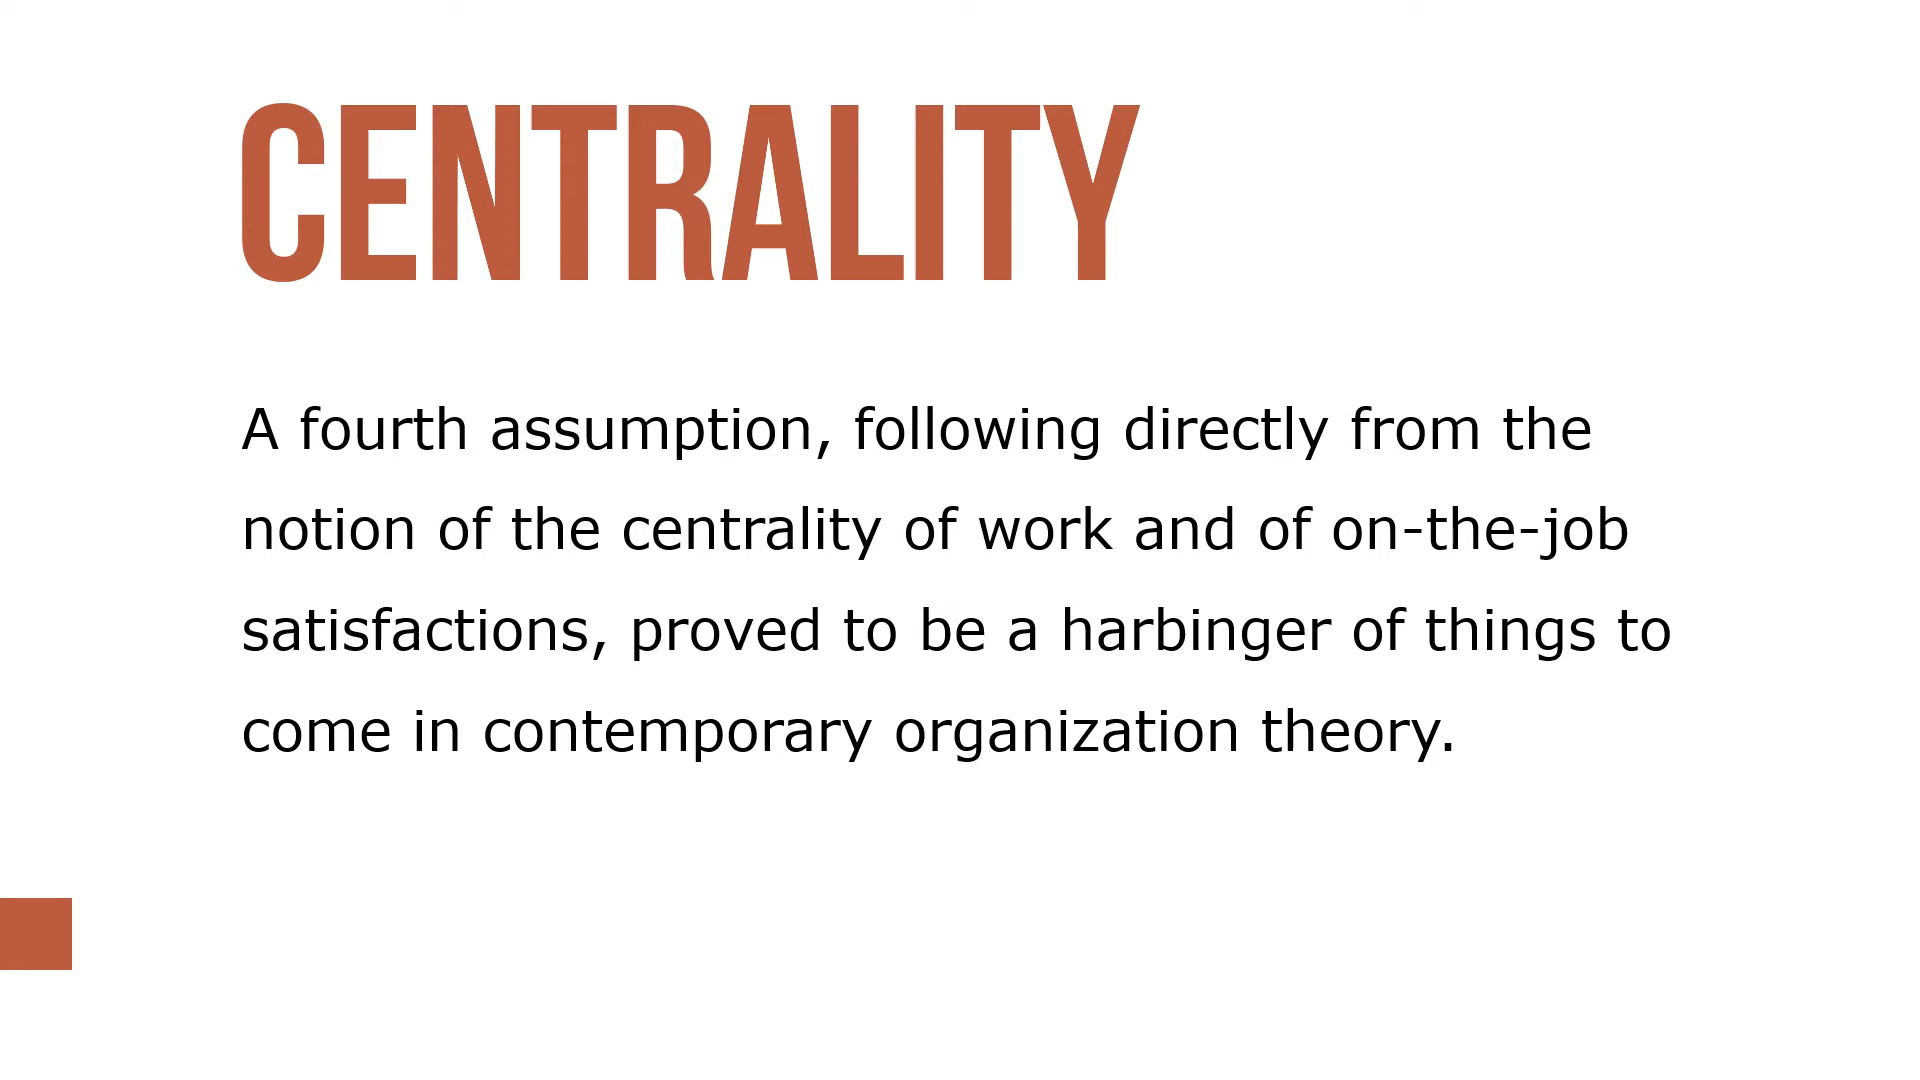 CENTRALITY
A fourth assumption, following directly from the
notion of the centrality of work and of on-the-job
satisfactions, proved to be a harbinger of things to
come in contemporary organization theory.